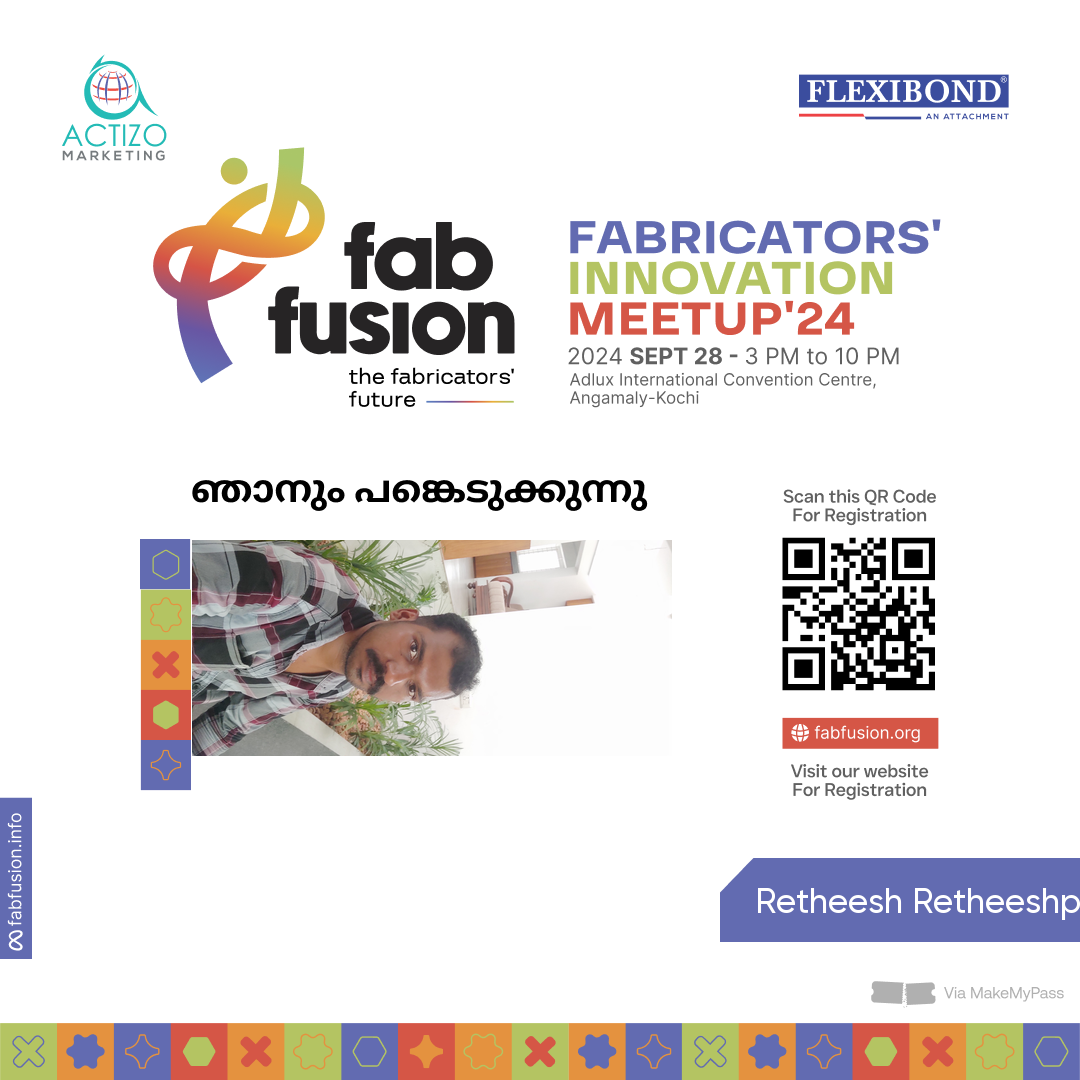 ACTIZO
MARKETING
FLEXIBOND®
AN ATTACHMENT
fab
fusion
the fabricators'
future
FABRICATORS'
INNOVATION
MEETUP'24
2024 SEPT 28 - 3 PM to 10 PM
Adlux International Convention Centre,
Angamaly-Kochi
ഞാനും പങ്കെടുക്കുന്നു
Scan this QR Code
For Registration
fabfusion.org
Visit our website
For Registration
fabfusion.info
Retheesh Retheeshp
Via MakeMyPass